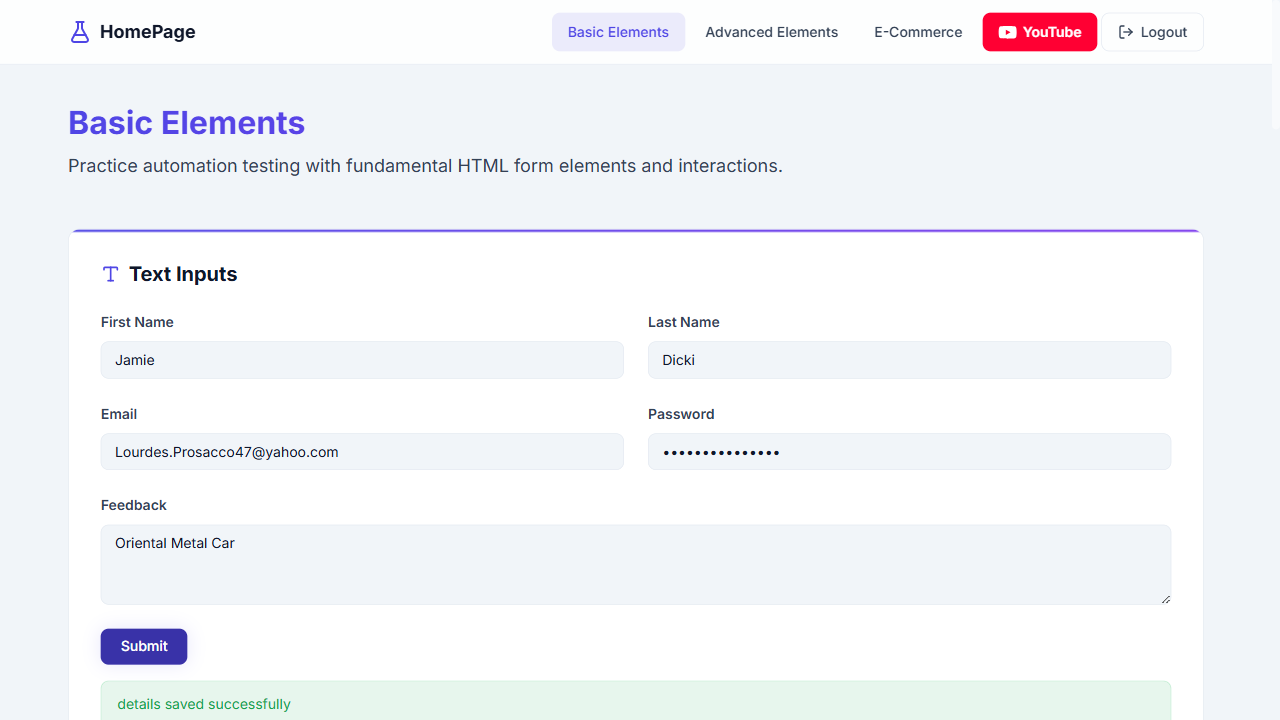 HomePage
Basic Elements
Advanced Elements
E-Commerce
YouTube
Logout
Basic Elements
Practice automation testing with fundamental HTML form elements and interactions.
Text Inputs
First Name
Last Name
Jamie
Dicki
Email
Password
Lourdes.Prosacco47@yahoo.com
•••••••••••••••
Feedback
Oriental Metal Car
Submit
details saved successfully